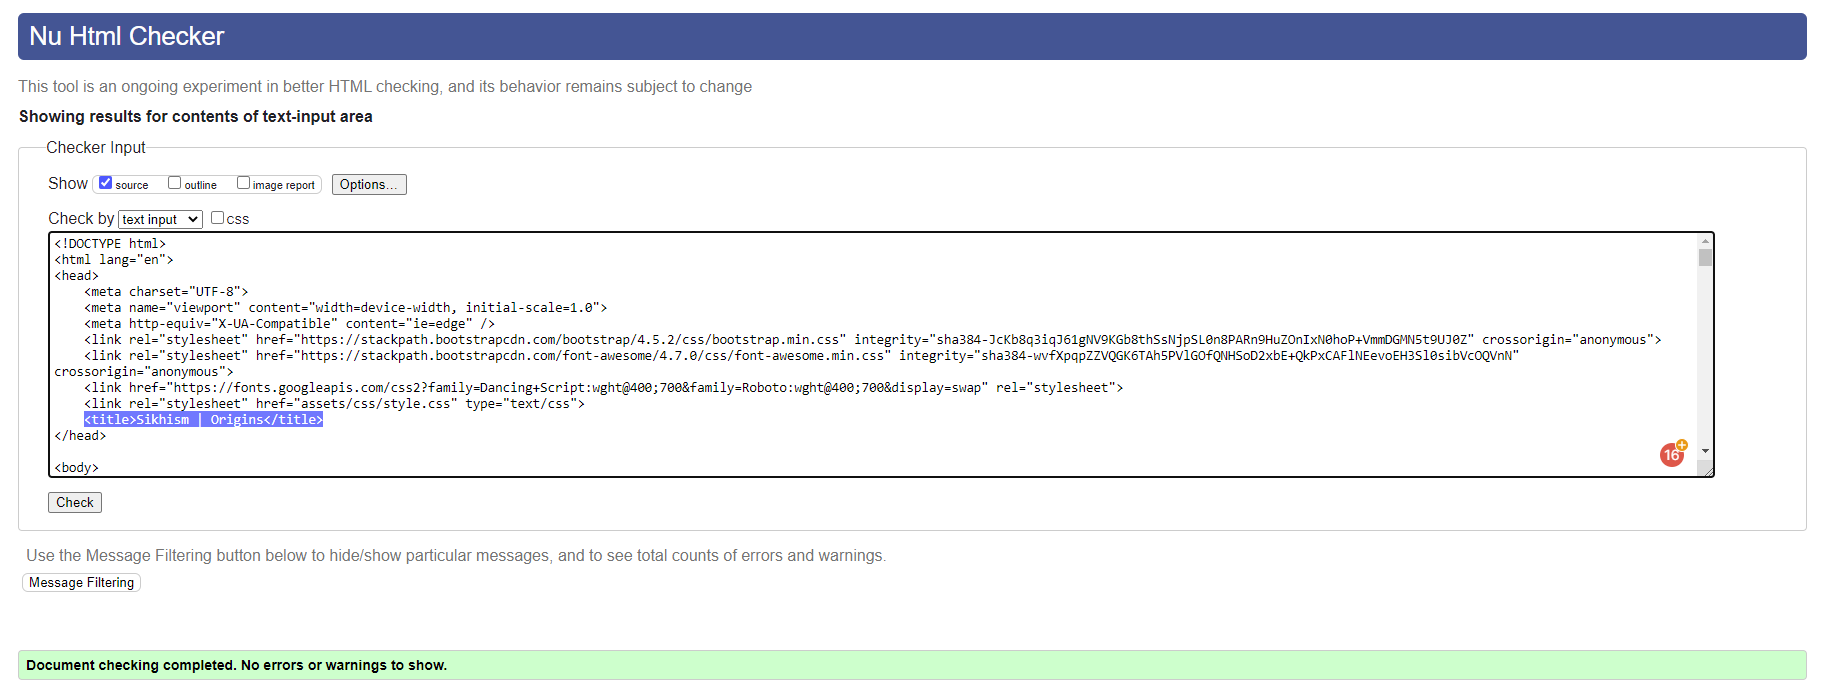 Nu Html Checker
This tool is an ongoing experiment in better HTML checking, and its behavior remains subject to change
Showing results for contents of text-input area
Checker Input
Show source outline image report Options...
Check by text input css
<!DOCTYPE html>
<html lang="en">
<head>
<meta charset="UTF-8">
<meta name="viewport" content="width=device-width, initial-scale=1.0">
<meta http-equiv="X-UA-Compatible" content="ie=edge" />
<link rel="stylesheet" href="https://stackpath.bootstrapcdn.com/bootstrap/4.5.2/css/bootstrap.min.css" integrity="sha384-JcKb8q3iqJ61gNV9KGb8thSsNjpSL0n8PARn9HuZOnIxN0hoP+VmmDGMN5t9UJ0Z" crossorigin="anonymous">
<link rel="stylesheet" href="https://stackpath.bootstrapcdn.com/font-awesome/4.7.0/css/font-awesome.min.css" integrity="sha384-wvfXpqpZZVQGK6TAh5PVlGOfQNHSoD2xbE+QkPxCAFlNEevoEH3Sl0sibVcOQVnN"
crossorigin="anonymous">
<link href="https://fonts.googleapis.com/css2?family=Dancing+Script:wght@400;700&family=Roboto:wght@400;700&display=swap" rel="stylesheet">
<link rel="stylesheet" href="assets/css/style.css" type="text/css">
<title>Sikhism | Origins</title>
</head>
<body>
16
Check
Use the Message Filtering button below to hide/show particular messages, and to see total counts of errors and warnings.
Message Filtering
Document checking completed. No errors or warnings to show.